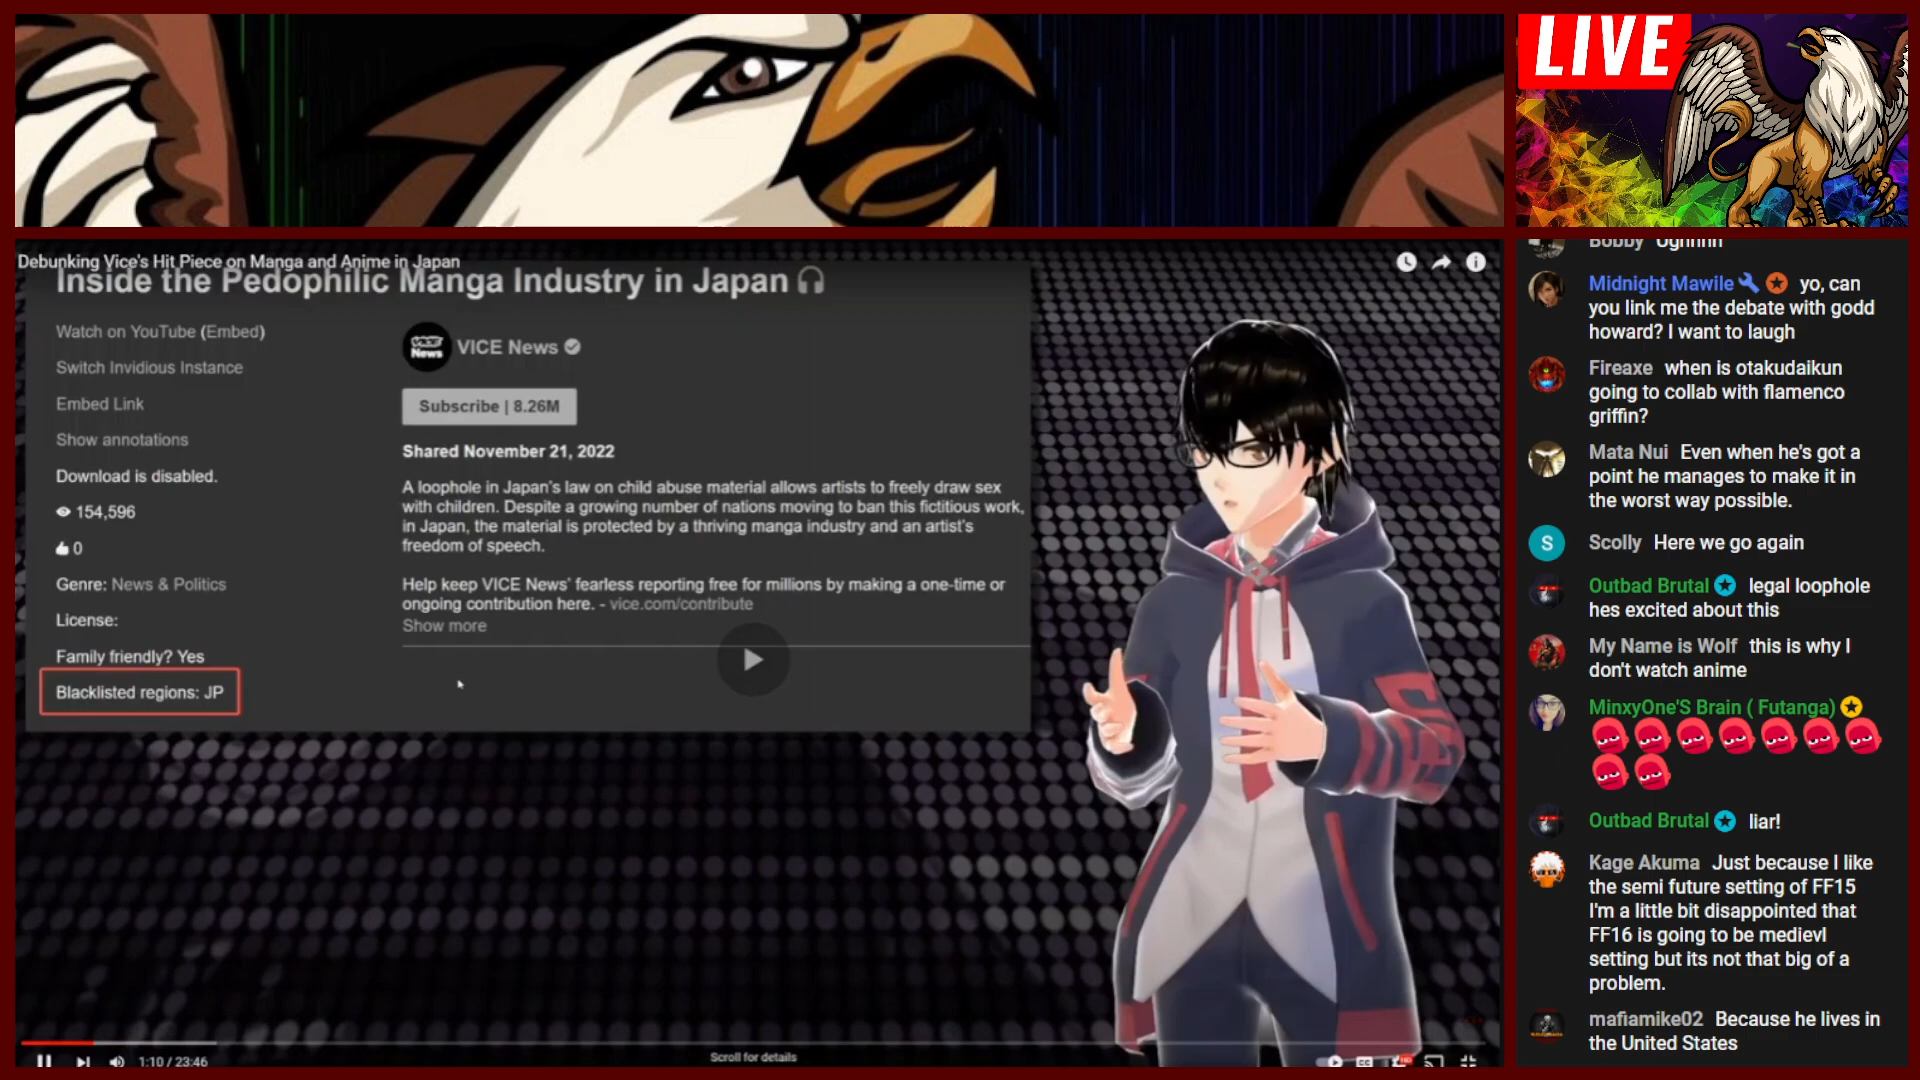 LIVE
Debunking Vice's Hit Piece on Manga and Anime in Japan
Inside the Pedophilic Manga Industry in Japan
Watch on YouTube (Embed)
Switch Invidious Instance
Embed Link
Show annotations
Download is disabled.
154,596
0
Genre: News & Politics
License:
Family friendly? Yes
Blacklisted regions: JP
VICE News
VICE News
Subscribe | 8.26M
Shared November 21, 2022
A loophole in Japan's law on child abuse material allows artists to freely draw sex
with children. Despite a growing number of nations moving to ban this fictitious work,
in Japan, the material is protected by a thriving manga industry and an artist's
freedom of speech.
Help keep VICE News' fearless reporting free for millions by making a one-time or
ongoing contribution here. - vice.com/contribute
Show more
1:10 / 23:46
Scroll for details
CC
HD
Bobby Ughhhh
Midnight Mawile yo, can
you link me the debate with godd
howard? I want to laugh
Fireaxe when is otakudaikun
going to collab with flamenco
griffin?
Mata Nui Even when he's got a
point he manages to make it in
the worst way possible.
S
Scolly Here we go again
Outbad Brutal legal loophole
hes excited about this
My Name is Wolf this is why I
don't watch anime
MinxyOne'S Brain ( Futanga)
Outbad Brutal liar!
Kage Akuma Just because I like
the semi future setting of FF15
I'm a little bit disappointed that
FF16 is going to be medievl
setting but its not that big of a
problem.
mafiamike02 Because he lives in
the United States